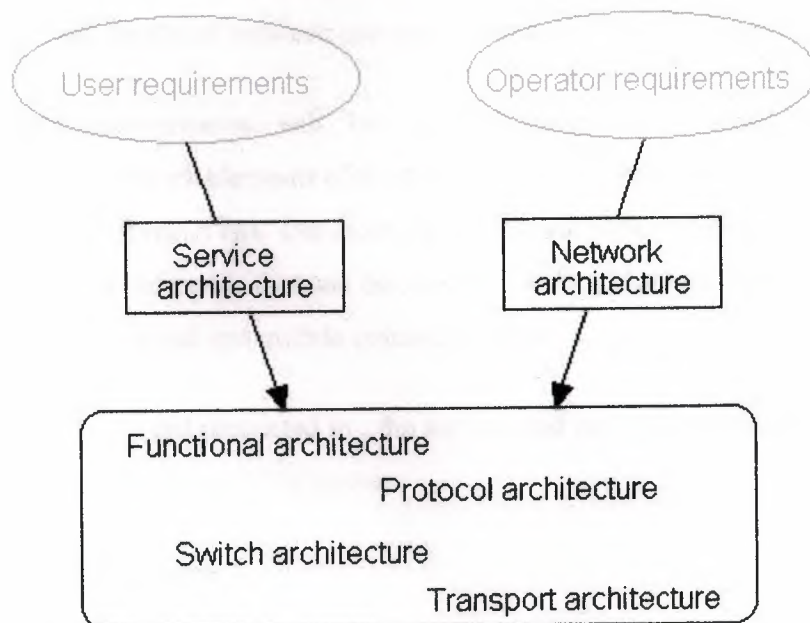 User requirements
Operator requirements
Service
architecture
Network
architecture
Functional architecture
Protocol architecture
Switch architecture
Transport architecture